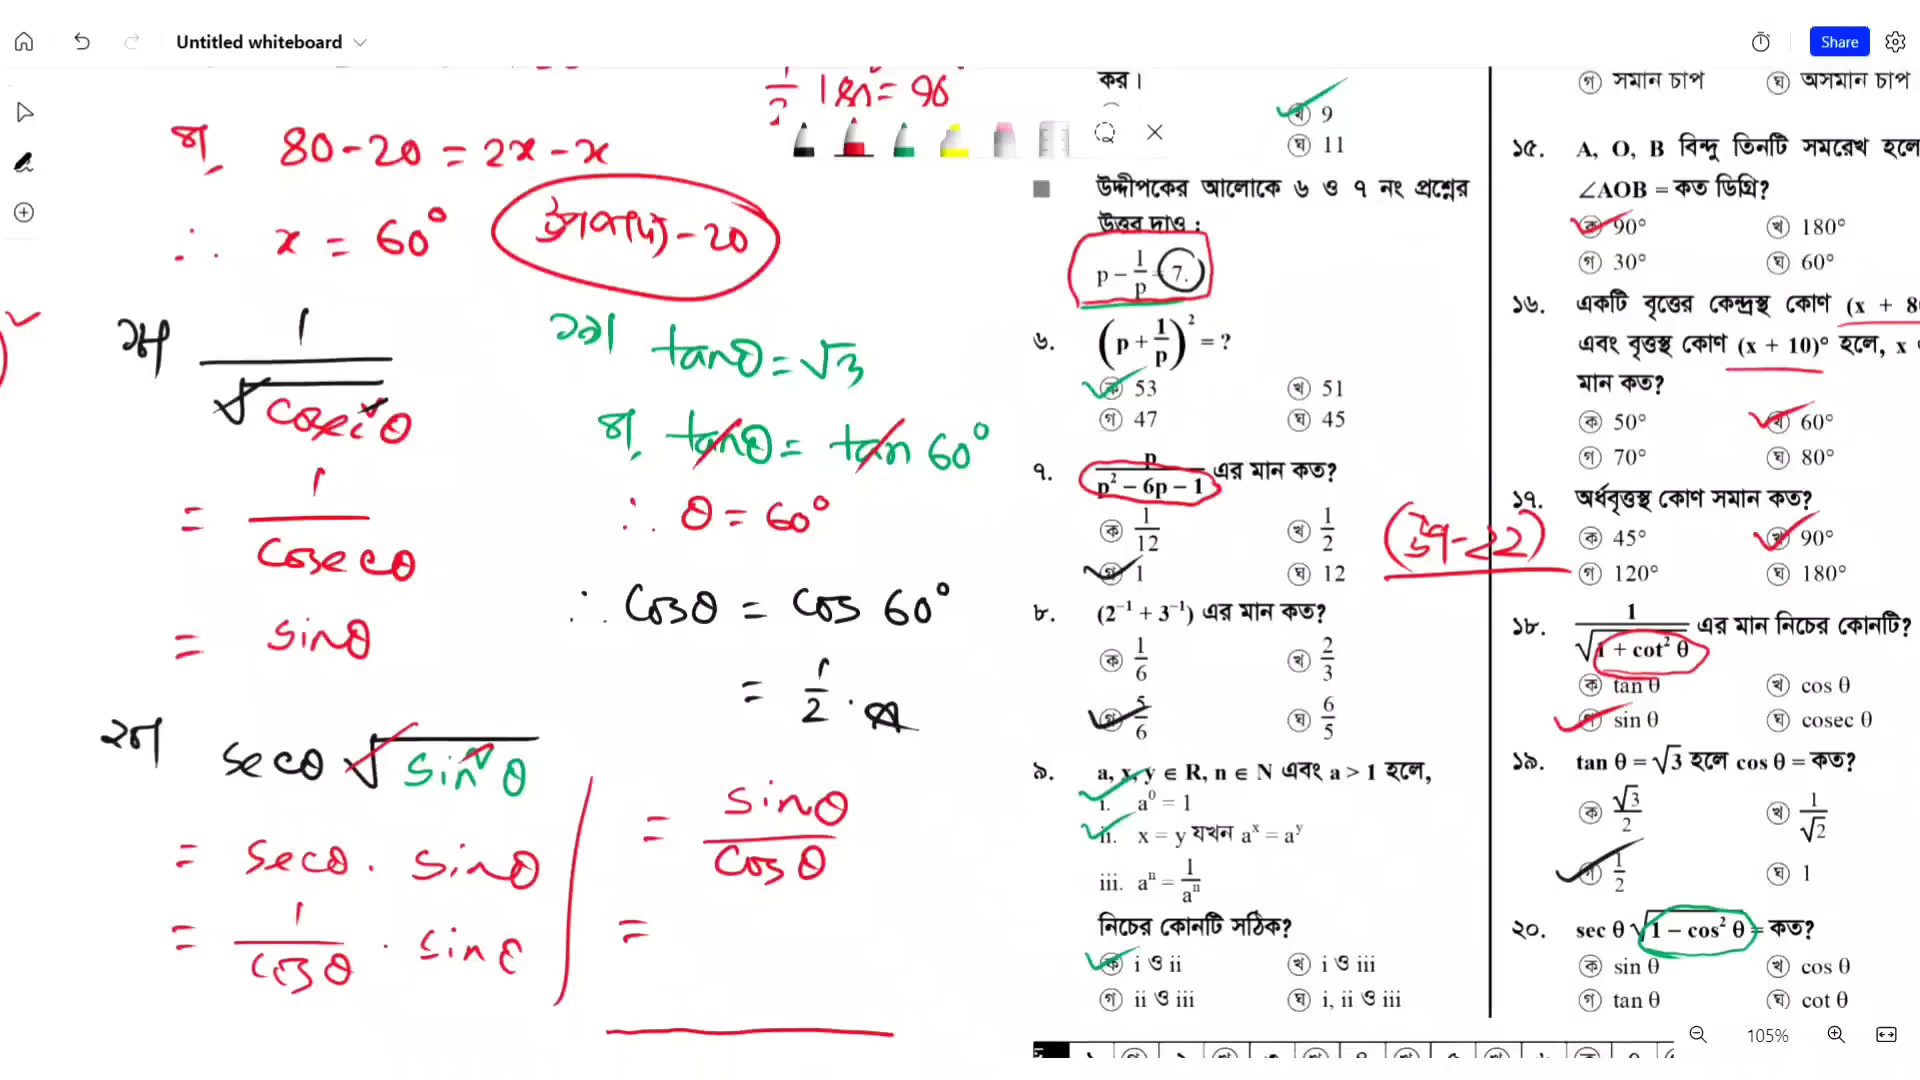 Untitled whiteboard
Share
80-20 = 2x-x
∴ x = 60°
1/2 180 = 90
১৮।
1/√cosec²θ
= 1/cosecθ
= sinθ
১৯।
tanθ = √3
বা, tanθ = tan 60°
∴ θ = 60°
∴ cosθ = cos 60°
= 1/2
২০।
secθ √sin²θ
= secθ . sinθ
= 1/cosθ . sinθ
= sinθ/cosθ
=
কর।
9
ঘ 11
উদ্দীপকের আলোকে ৬ ও ৭ নং প্রশ্নের
উত্তর দাও :
p − 1/p = 7.
৬. (p + 1/p)² = ?
ক 53 খ 51
গ 47 ঘ 45
৭. p/(p² − 6p − 1) এর মান কত?
ক 1/12 খ 1/2
গ 1 ঘ 12
৮. (2⁻¹ + 3⁻¹) এর মান কত?
ক 1/6 খ 2/3
গ 5/6 ঘ 6/5
৯. a, x, y ∈ R, n ∈ N এবং a > 1 হলে,
i. a⁰ = 1
ii. x = y যখন aˣ = aʸ
iii. aⁿ = 1/aⁿ
নিচের কোনটি সঠিক?
ক i ও ii খ i ও iii
গ ii ও iii ঘ i, ii ও iii
গ সমান চাপ ঘ অসমান চাপ
১৫. A, O, B বিন্দু তিনটি সমরেখ হলে
∠AOB = কত ডিগ্রি?
ক 90° খ 180°
গ 30° ঘ 60°
১৬. একটি বৃত্তের কেন্দ্রস্থ কোণ (x + 8
এবং বৃত্তস্থ কোণ (x + 10)° হলে, x
মান কত?
ক 50° খ 60°
গ 70° ঘ 80°
১৭. অর্ধবৃত্তস্থ কোণ সমান কত?
ক 45° খ 90°
গ 120° ঘ 180°
১৮. 1/√(1 + cot² θ) এর মান নিচের কোনটি?
ক tan θ খ cos θ
গ sin θ ঘ cosec θ
১৯. tan θ = √3 হলে cos θ = কত?
ক √3/2 খ 1/√2
গ 1/2 ঘ 1
২০. sec θ √(1 − cos² θ) = কত?
ক sin θ খ cos θ
গ tan θ ঘ cot θ
105%